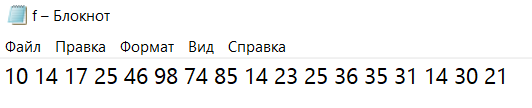 f – Блокнот
Файл Правка Формат Вид Справка
10 14 17 25 46 98 74 85 14 23 25 36 35 31 14 30 21